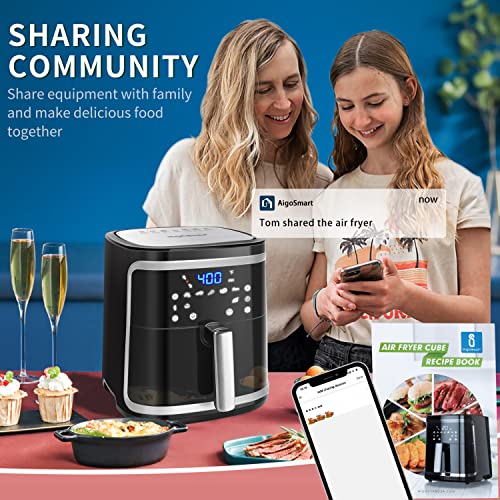 SHARING
COMMUNITY
Share equipment with family
and make delicious food
together
AigoSmart
now
Tom shared the air fryer
400
AIR FRYER CUBE
RECIPE BOOK